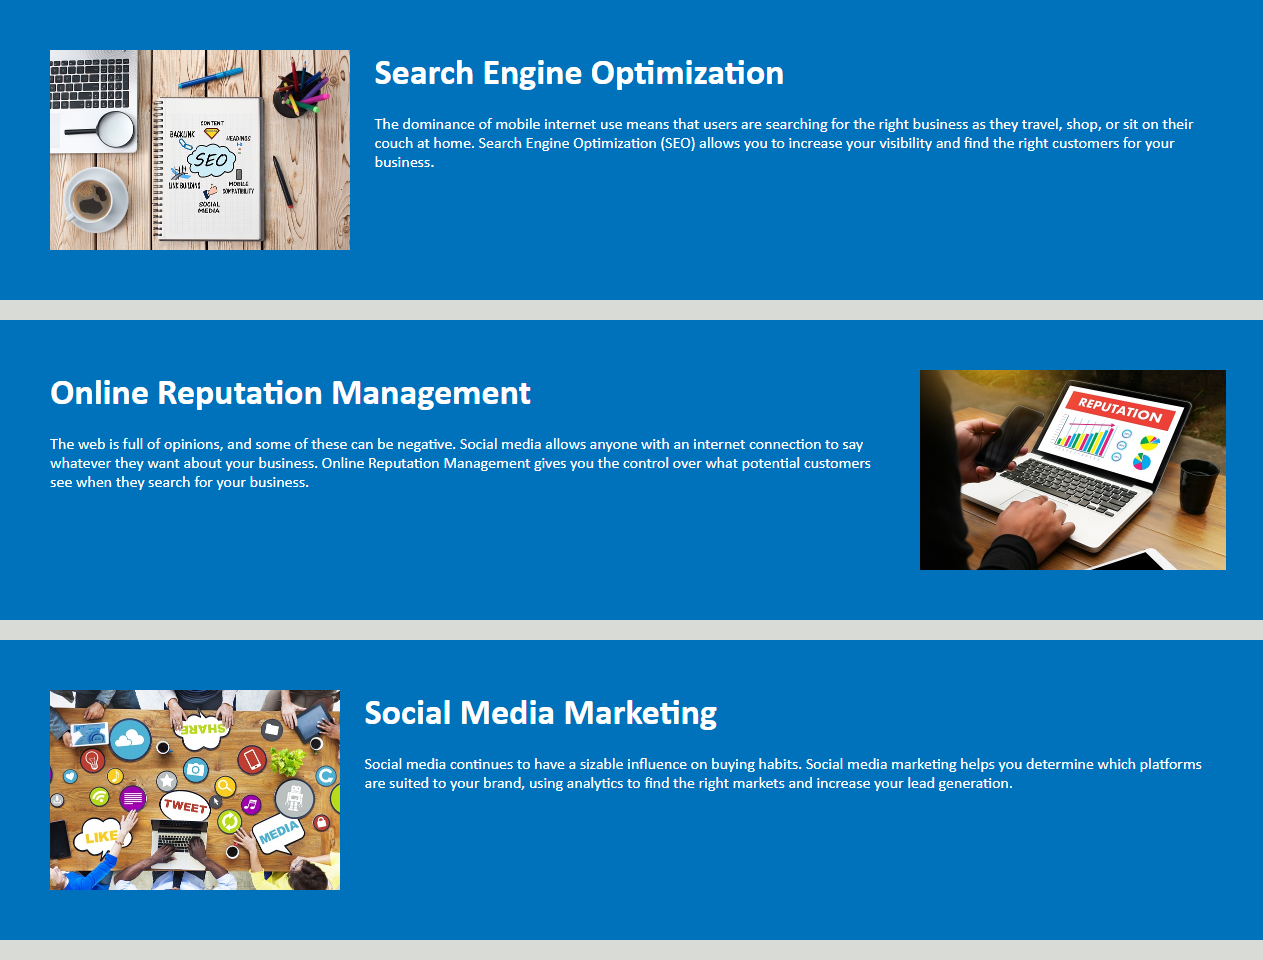 Search Engine Optimization
The dominance of mobile internet use means that users are searching for the right business as they travel, shop, or sit on their
couch at home. Search Engine Optimization (SEO) allows you to increase your visibility and find the right customers for your
business.
CONTENT
BACKLINK
HEADINGS
SEO
LINK BUILDING
MOBILE
COMPATIBILITY
SOCIAL
MEDIA
Online Reputation Management
The web is full of opinions, and some of these can be negative. Social media allows anyone with an internet connection to say
whatever they want about your business. Online Reputation Management gives you the control over what potential customers
see when they search for your business.
REPUTATION
Social Media Marketing
Social media continues to have a sizable influence on buying habits. Social media marketing helps you determine which platforms
are suited to your brand, using analytics to find the right markets and increase your lead generation.
SHARE
TWEET
LIKE
MEDIA